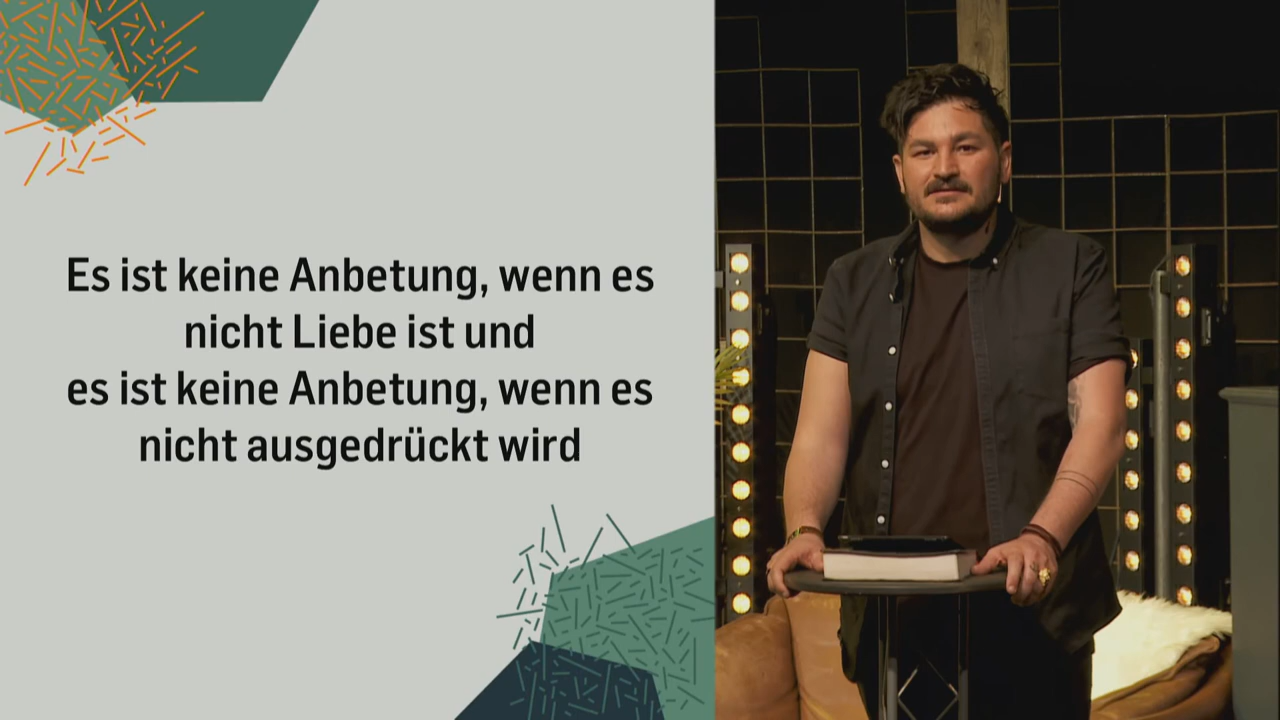 Es ist keine Anbetung, wenn es
nicht Liebe ist und
es ist keine Anbetung, wenn es
nicht ausgedrückt wird